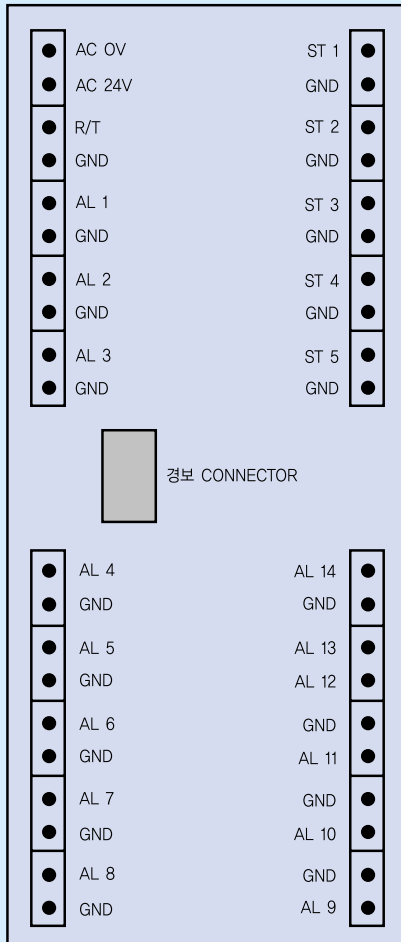 AC 0V
AC 24V
R/T
GND
AL 1
GND
AL 2
GND
AL 3
GND
ST 1
GND
ST 2
GND
ST 3
GND
ST 4
GND
ST 5
GND
경보 CONNECTOR
AL 4
GND
AL 5
GND
AL 6
GND
AL 7
GND
AL 8
GND
AL 14
GND
AL 13
AL 12
GND
AL 11
GND
AL 10
GND
AL 9